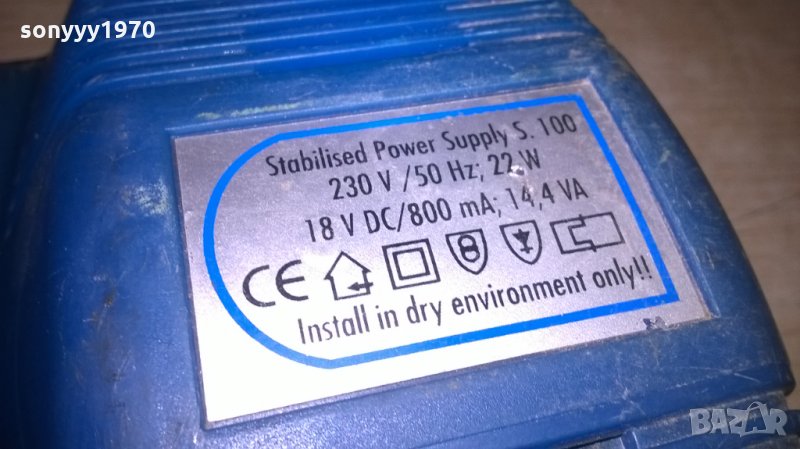 sonyyy1970
Stabilised Power Supply S. 100
230 V /50 Hz; 22 W
18 V DC/800 mA; 14,4 VA
CE
Install in dry environment only!!
BAZAR